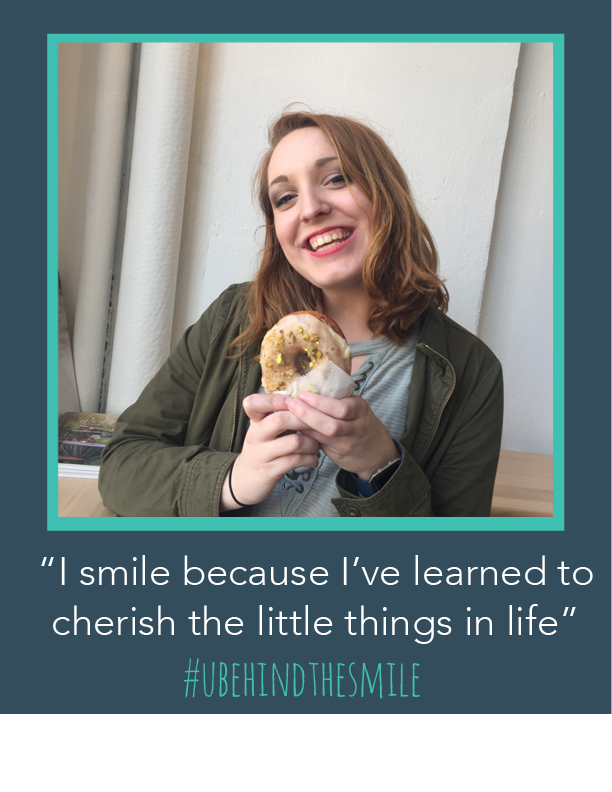 “I smile because I’ve learned to
cherish the little things in life”
#UBEHINDTHESMILE